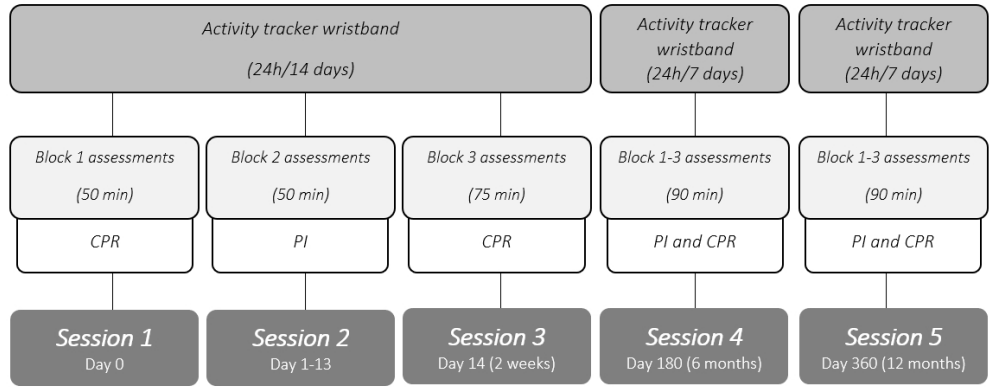 Activity tracker wristband
(24h/14 days)
Activity tracker
wristband
(24h/7 days)
Activity tracker
wristband
(24h/7 days)
Block 1 assessments
(50 min)
Block 2 assessments
(50 min)
Block 3 assessments
(75 min)
Block 1-3 assessments
(90 min)
Block 1-3 assessments
(90 min)
CPR
PI
CPR
PI and CPR
PI and CPR
Session 1
Day 0
Session 2
Day 1-13
Session 3
Day 14 (2 weeks)
Session 4
Day 180 (6 months)
Session 5
Day 360 (12 months)